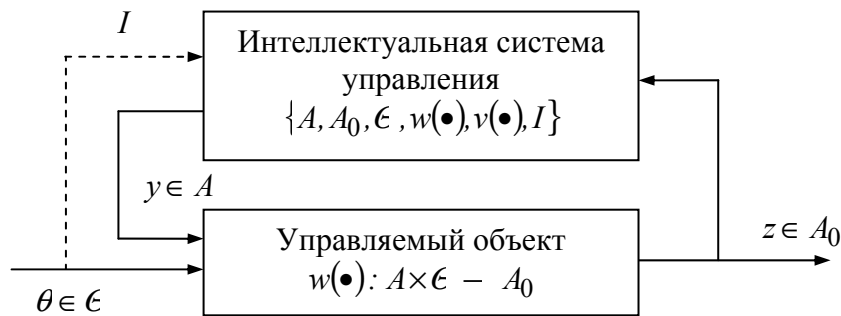 I
Интеллектуальная система
управления
{A, A₀, ϵ, w(•), v(•), I}
y ∈ A
Управляемый объект
w(•) : A×ϵ − A₀
z ∈ A₀
θ ∈ ϵ